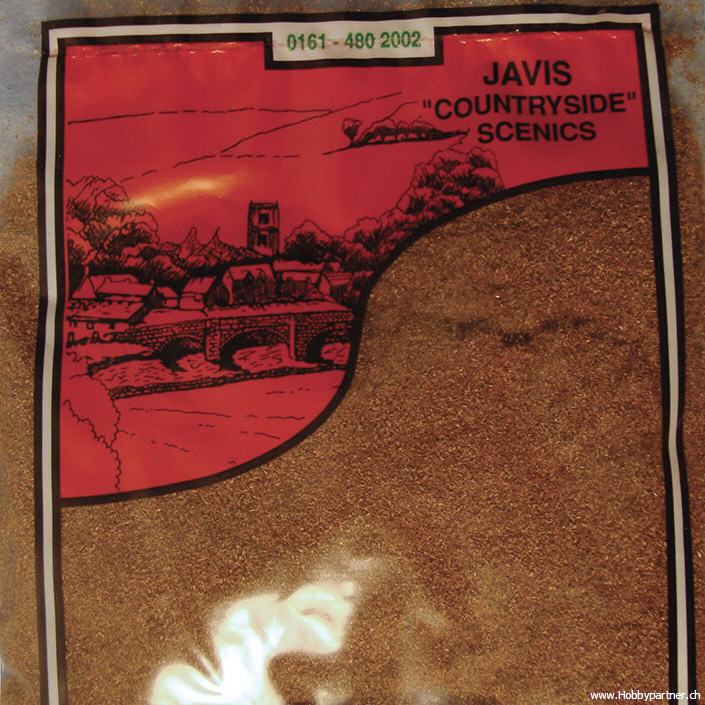 0161 - 480 2002
JAVIS
"COUNTRYSIDE"
SCENICS
www.Hobbypartner.ch